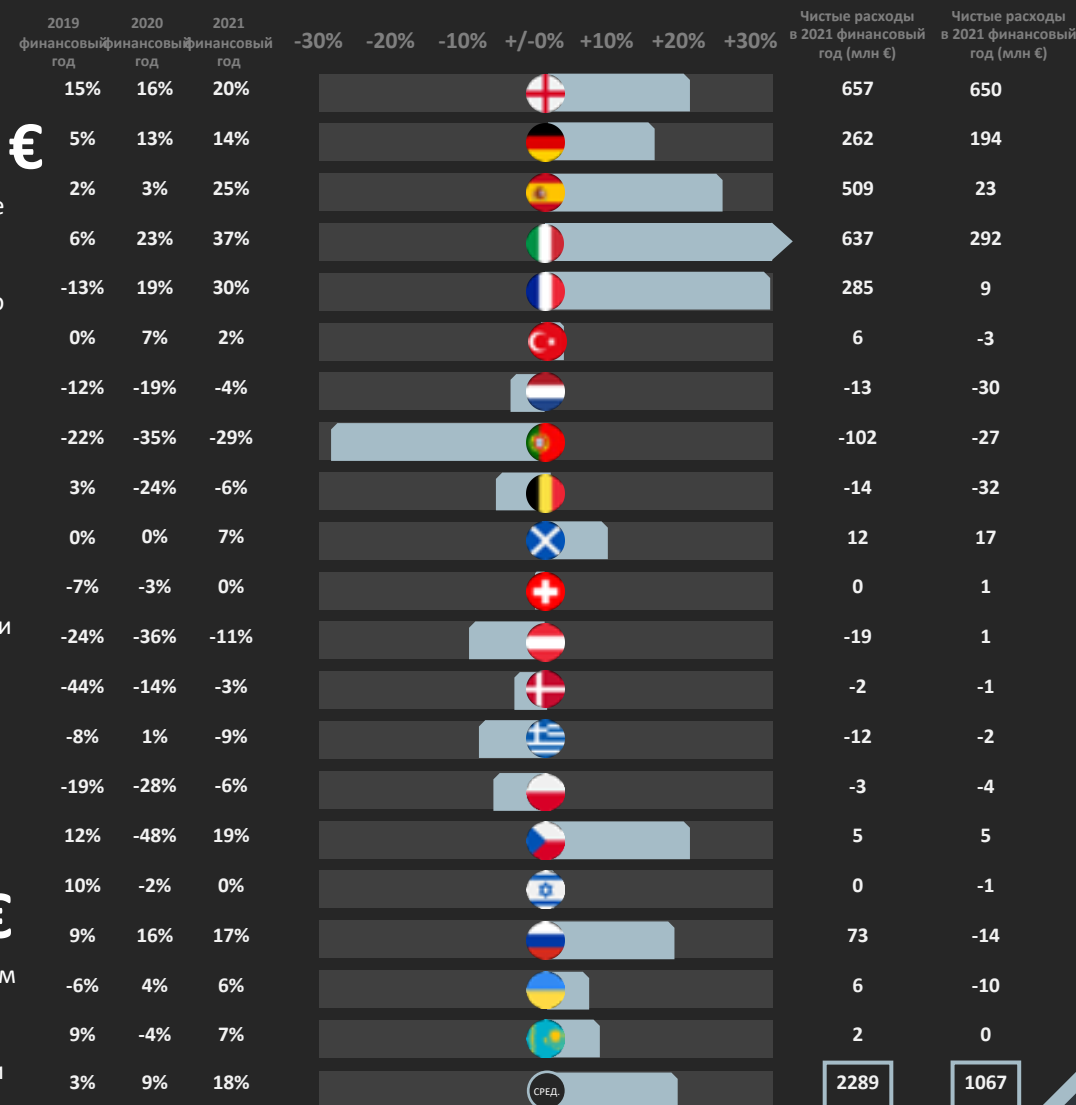 2019 финансовый год
2020 финансовый год
2021 финансовый год
-30% -20% -10% +/-0% +10% +20% +30%
Чистые расходы в 2021 финансовый год (млн €)
Чистые расходы в 2021 финансовый год (млн €)
15% 16% 20% 657 650
€
5% 13% 14% 262 194
2% 3% 25% 509 23
е
6% 23% 37% 637 292
-13% 19% 30% 285 9
0% 7% 2% 6 -3
-12% -19% -4% -13 -30
-22% -35% -29% -102 -27
3% -24% -6% -14 -32
0% 0% 7% 12 17
-7% -3% 0% 0 1
и
-24% -36% -11% -19 1
-44% -14% -3% -2 -1
-8% 1% -9% -12 -2
-19% -28% -6% -3 -4
12% -48% 19% 5 5
10% -2% 0% 0 -1
€
9% 16% 17% 73 -14
м
-6% 4% 6% 6 -10
9% -4% 7% 2 0
3% 9% 18% СРЕД. 2289 1067